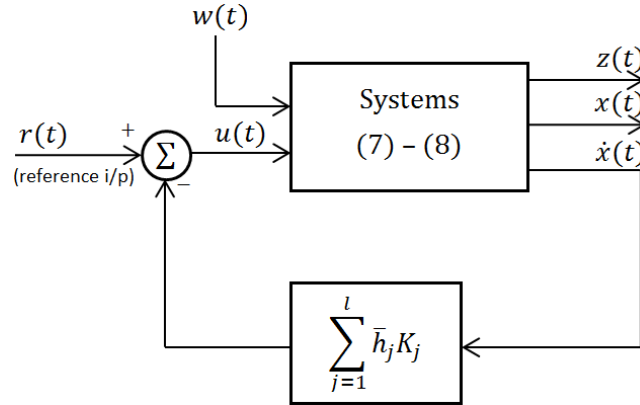 w(t)
z(t)
Systems
x(t)
r(t)
+
Σ
u(t)
(7) – (8)
ẋ(t)
(reference i/p)
−
l
∑ h̄ⱼKⱼ
j=1